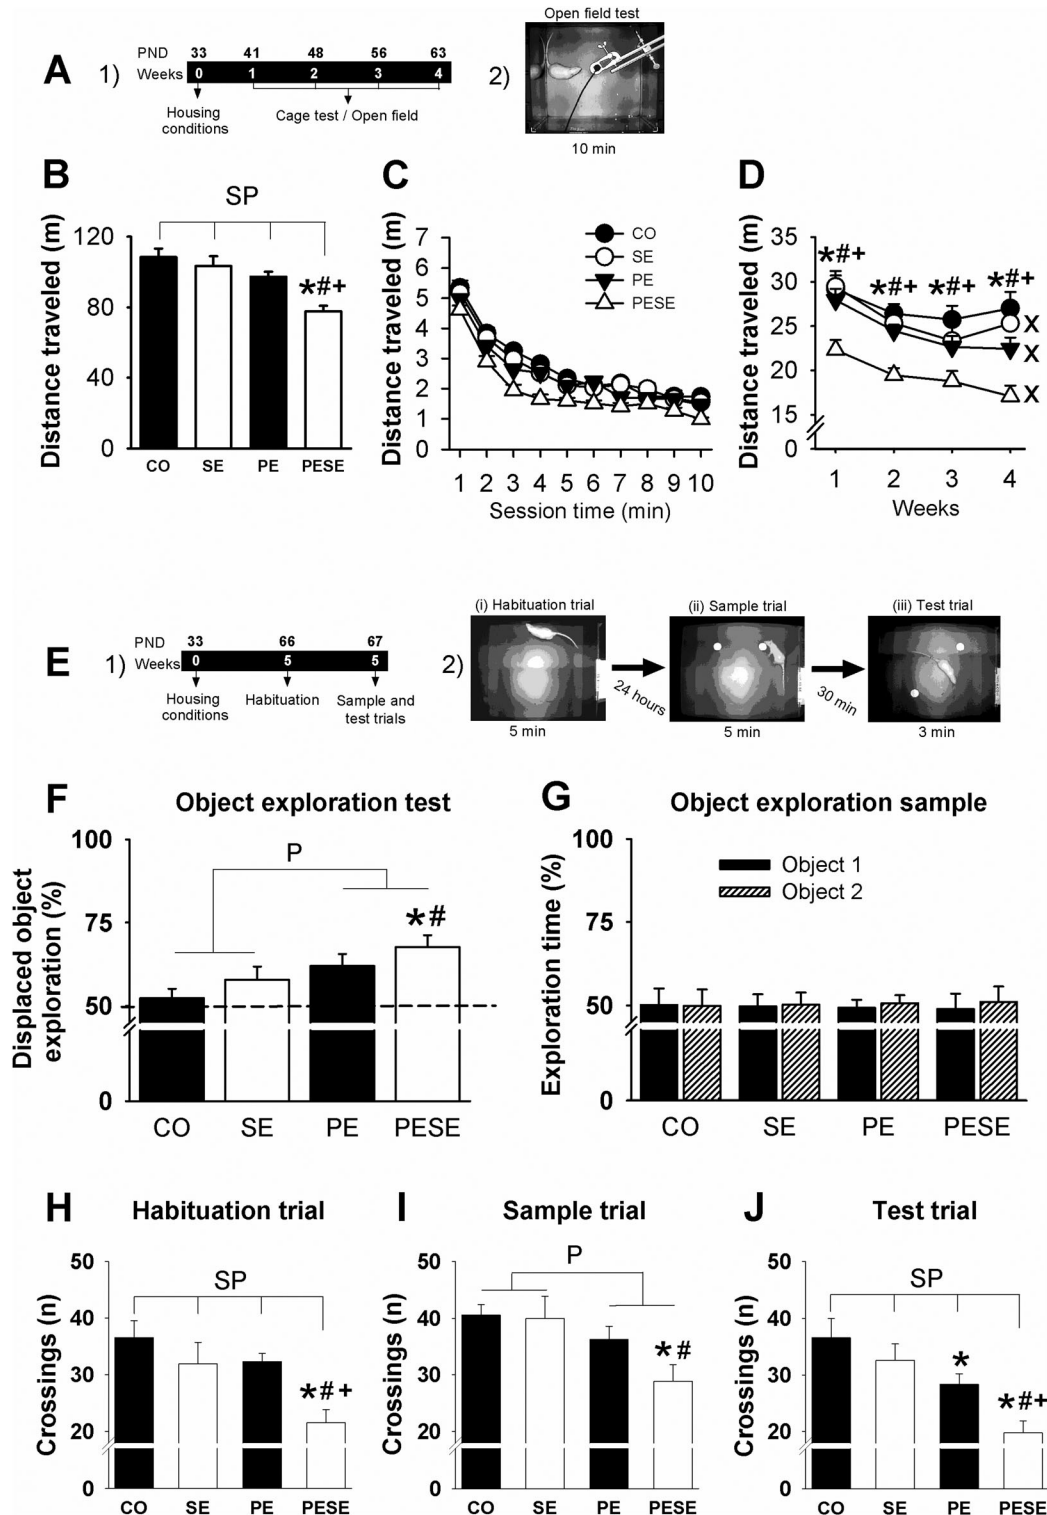 A
1)
PND 33 41 48 56 63
Weeks 0 1 2 3 4
Housing
conditions
Cage test / Open field
2)
Open field test
10 min
B
SP
Distance traveled (m)
120
80
40
0
*#+
CO SE PE PESE
C
Distance traveled (m)
7
6
5
4
3
2
1
0
CO
SE
PE
PESE
1 2 3 4 5 6 7 8 9 10
Session time (min)
D
Distance traveled (m)
35
30
25
20
15
0
*#+ *#+ *#+ *#+
X
X
X
1 2 3 4
Weeks
E
1)
PND 33 66 67
Weeks 0 5 5
Housing
conditions
Habituation
Sample and
test trials
2)
(i) Habituation trial
5 min
24 hours
(ii) Sample trial
5 min
30 min
(iii) Test trial
3 min
F
Object exploration test
Displaced object
exploration (%)
100
75
50
0
P
*#
CO SE PE PESE
G
Object exploration sample
Exploration time (%)
100
75
50
0
Object 1
Object 2
CO SE PE PESE
H
Habituation trial
Crossings (n)
50
40
30
20
0
SP
*#+
CO SE PE PESE
I
Sample trial
Crossings (n)
50
40
30
20
0
P
*#
CO SE PE PESE
J
Test trial
Crossings (n)
50
40
30
20
0
SP
*
*#+
CO SE PE PESE